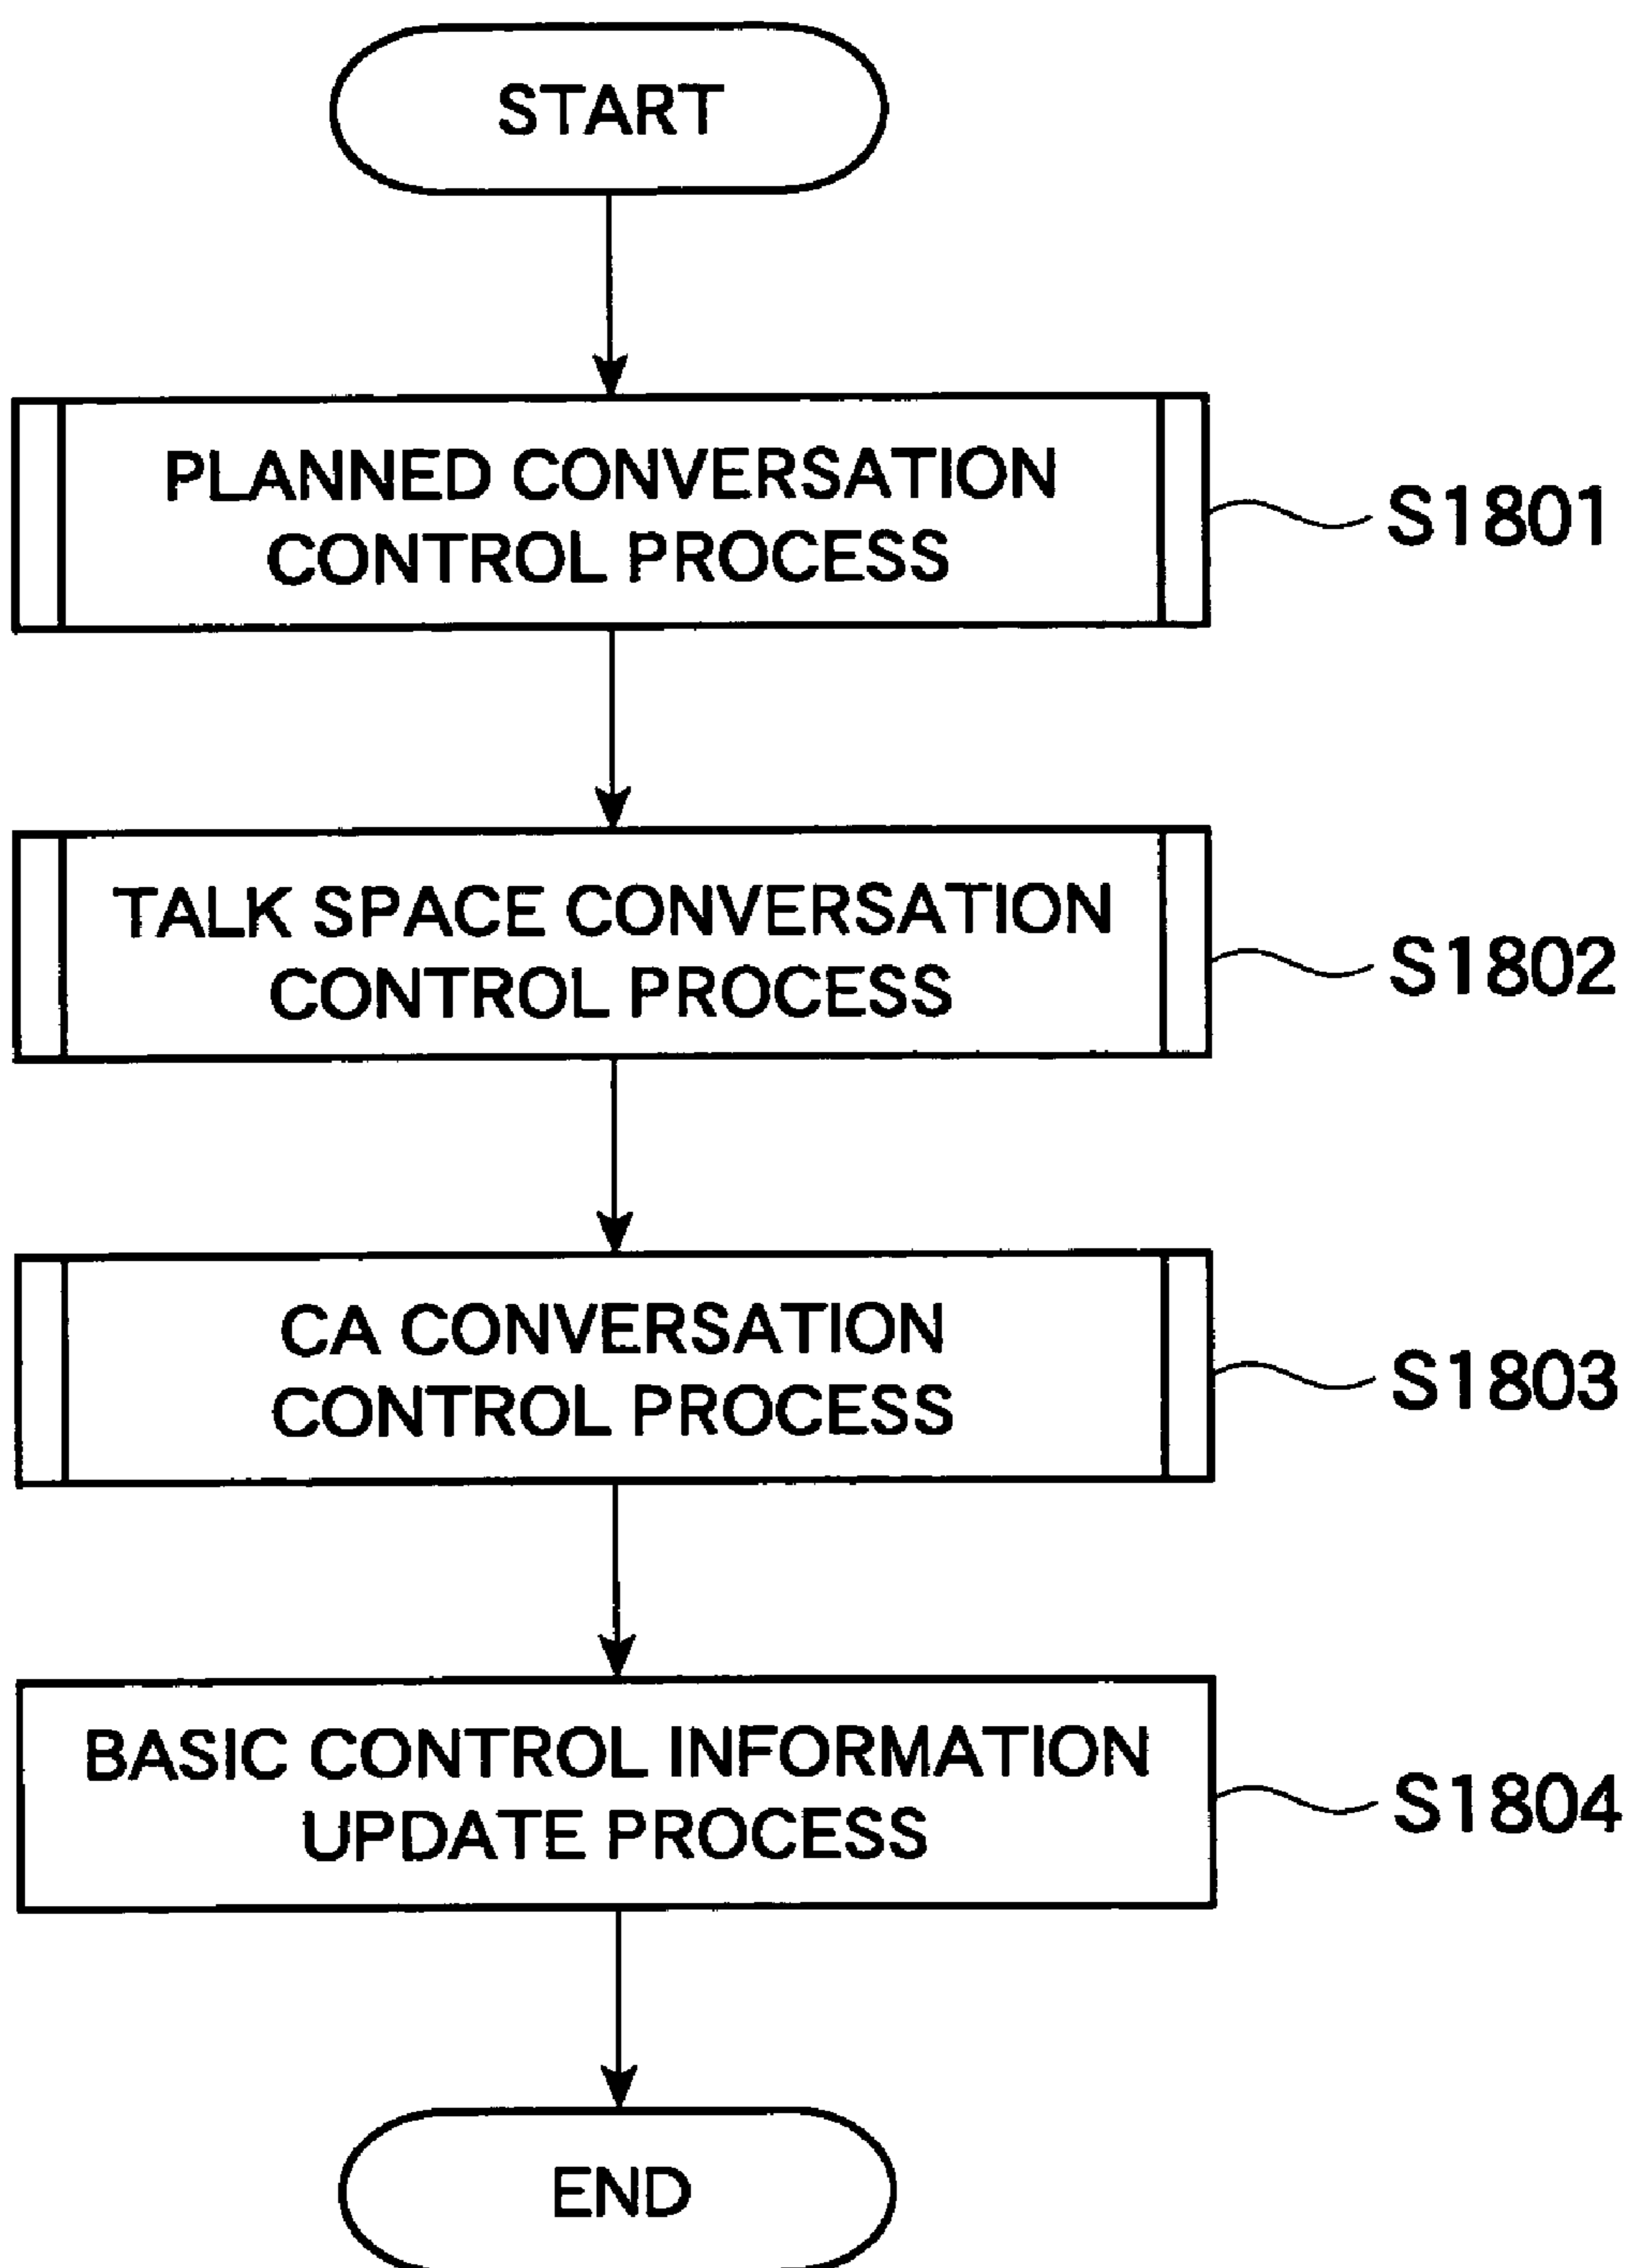 START
PLANNED CONVERSATION
CONTROL PROCESS
S1801
TALK SPACE CONVERSATION
CONTROL PROCESS
S1802
CA CONVERSATION
CONTROL PROCESS
S1803
BASIC CONTROL INFORMATION
UPDATE PROCESS
S1804
END